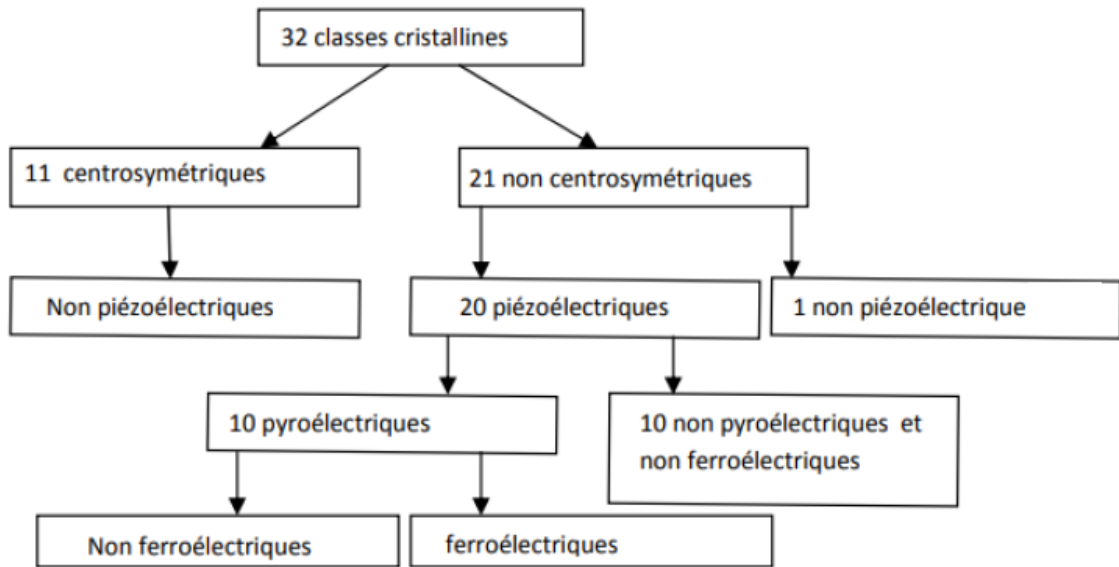 32 classes cristallines
11 centrosymétriques
21 non centrosymétriques
Non piézoélectriques
20 piézoélectriques
1 non piézoélectrique
10 pyroélectriques
10 non pyroélectriques et
non ferroélectriques
Non ferroélectriques
ferroélectriques